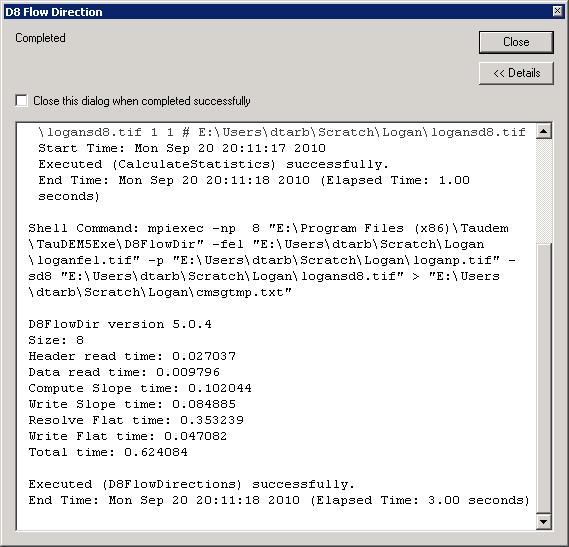 D8 Flow Direction
Completed
Close
<< Details
Close this dialog when completed successfully
\logansd8.tif 1 1 # E:\Users\dtarb\Scratch\Logan\logansd8.tif
Start Time: Mon Sep 20 20:11:17 2010
Executed (CalculateStatistics) successfully.
End Time: Mon Sep 20 20:11:18 2010 (Elapsed Time: 1.00
seconds)
Shell Command: mpiexec -np  8 "E:\Program Files (x86)\Taudem
\TauDEM5Exe\D8FlowDir" -fel "E:\Users\dtarb\Scratch\Logan
\loganfel.tif" -p "E:\Users\dtarb\Scratch\Logan\loganp.tif" -
sd8 "E:\Users\dtarb\Scratch\Logan\logansd8.tif" > "E:\Users
\dtarb\Scratch\Logan\cmsgtmp.txt"
D8FlowDir version 5.0.4
Size: 8
Header read time: 0.027037
Data read time: 0.009796
Compute Slope time: 0.102044
Write Slope time: 0.084885
Resolve Flat time: 0.353239
Write Flat time: 0.047082
Total time: 0.624084
Executed (D8FlowDirections) successfully.
End Time: Mon Sep 20 20:11:18 2010 (Elapsed Time: 3.00 seconds)